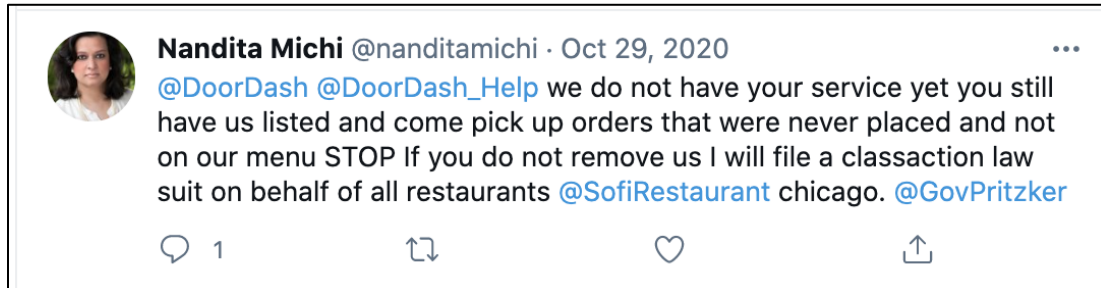 Nandita Michi @nanditamichi · Oct 29, 2020
@DoorDash @DoorDash_Help we do not have your service yet you still
have us listed and come pick up orders that were never placed and not
on our menu STOP If you do not remove us I will file a classaction law
suit on behalf of all restaurants @SofiRestaurant chicago. @GovPritzker
1